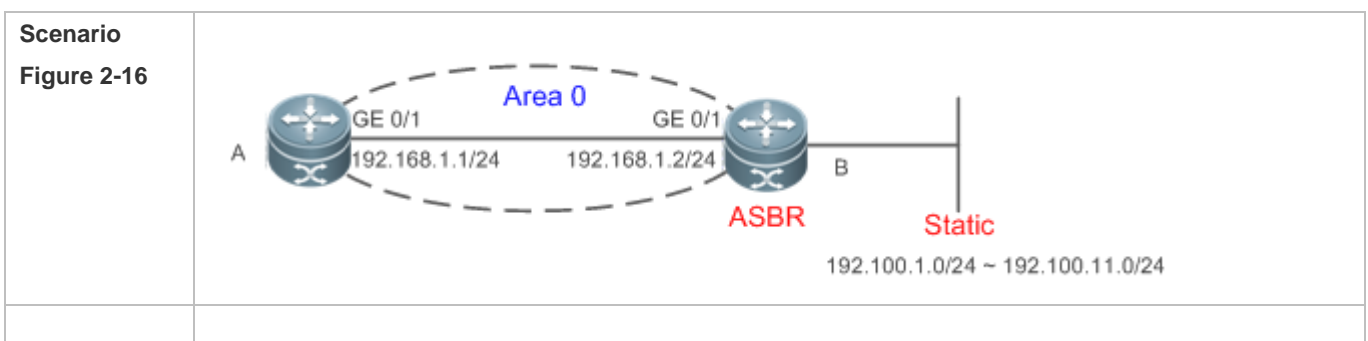 Scenario
Figure 2-16
Area 0
GE 0/1
GE 0/1
A
192.168.1.1/24
192.168.1.2/24
B
ASBR
Static
192.100.1.0/24 ~ 192.100.11.0/24